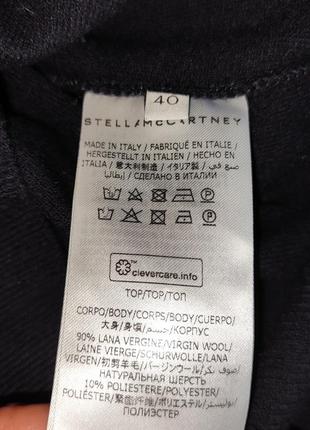 40
STELLA McCARTNEY
MADE IN ITALY / FABRIQUÉ EN ITALIE /
HERGESTELLT IN ITALIEN / HECHO EN
ITALIA / 意大利制造 / イタリア製 / صنع في
إيطاليا / СДЕЛАНО В ИТАЛИИ
P
P
clevercare.info
TOP/TOP/ТОП
CORPO/BODY/CORPS/BODY/CUERPO/
大身/身頃/جسم/КОРПУС
90% LANA VERGINE/VIRGIN WOOL/
LAINE VIERGE/SCHURWOLLE/LANA
VIRGEN/初剪羊毛/バージンウール/صوف بكر/
НАТУРАЛЬНАЯ ШЕРСТЬ
10% POLIESTERE/POLYESTER/
POLIÉSTER/聚酯纤维/ポリエステル/بوليستر/
ПОЛИЭСТЕР